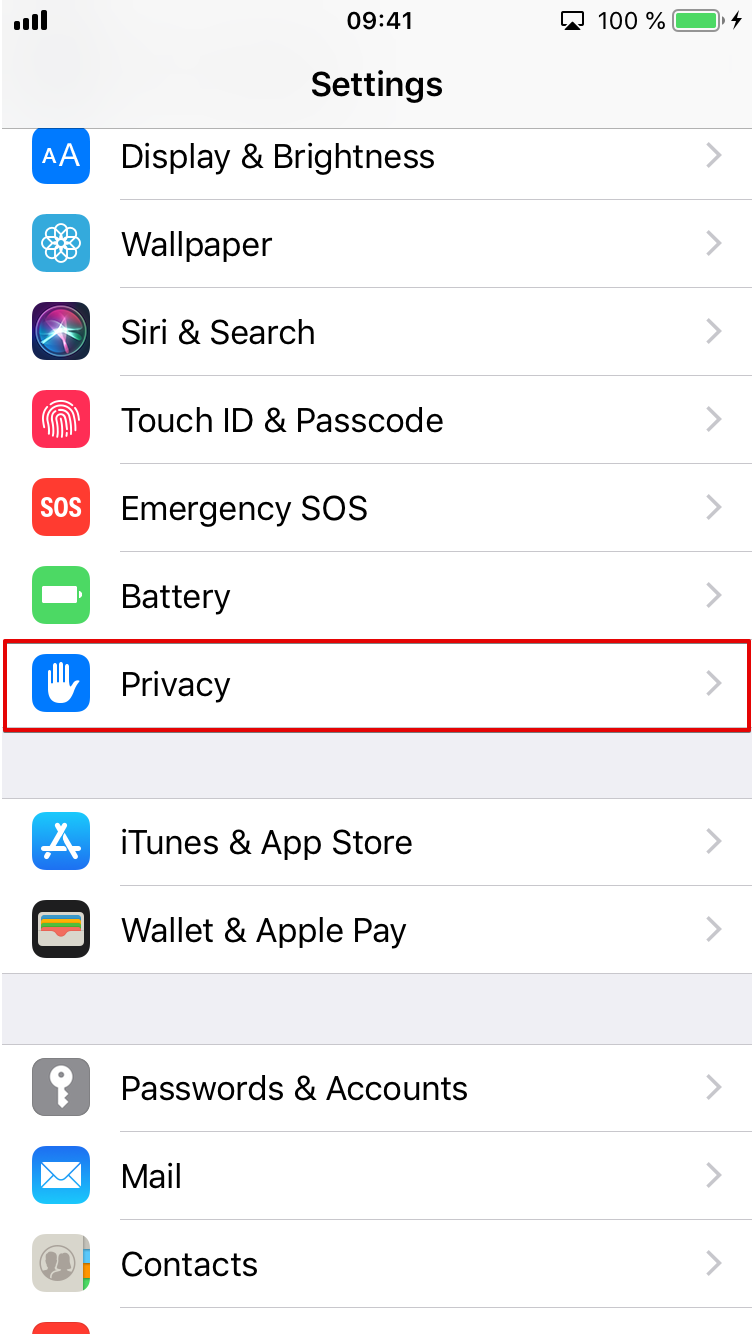 09:41 100 %
Settings
AA Display & Brightness
Wallpaper
Siri & Search
Touch ID & Passcode
SOS Emergency SOS
Battery
Privacy
iTunes & App Store
Wallet & Apple Pay
Passwords & Accounts
Mail
Contacts